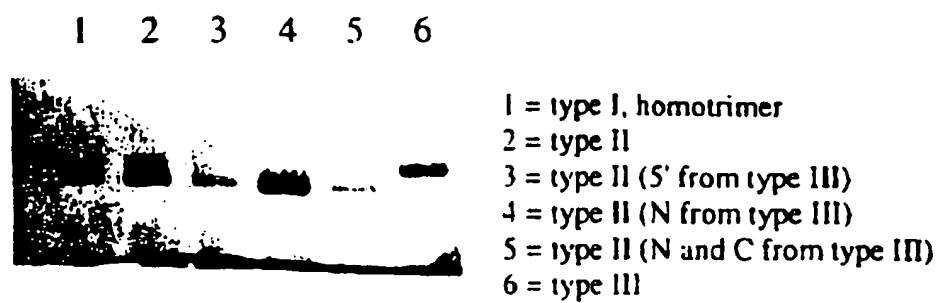 1 2 3 4 5 6
1 = type I, homotrimer
2 = type II
3 = type II (5' from type III)
4 = type II (N from type III)
5 = type II (N and C from type III)
6 = type III